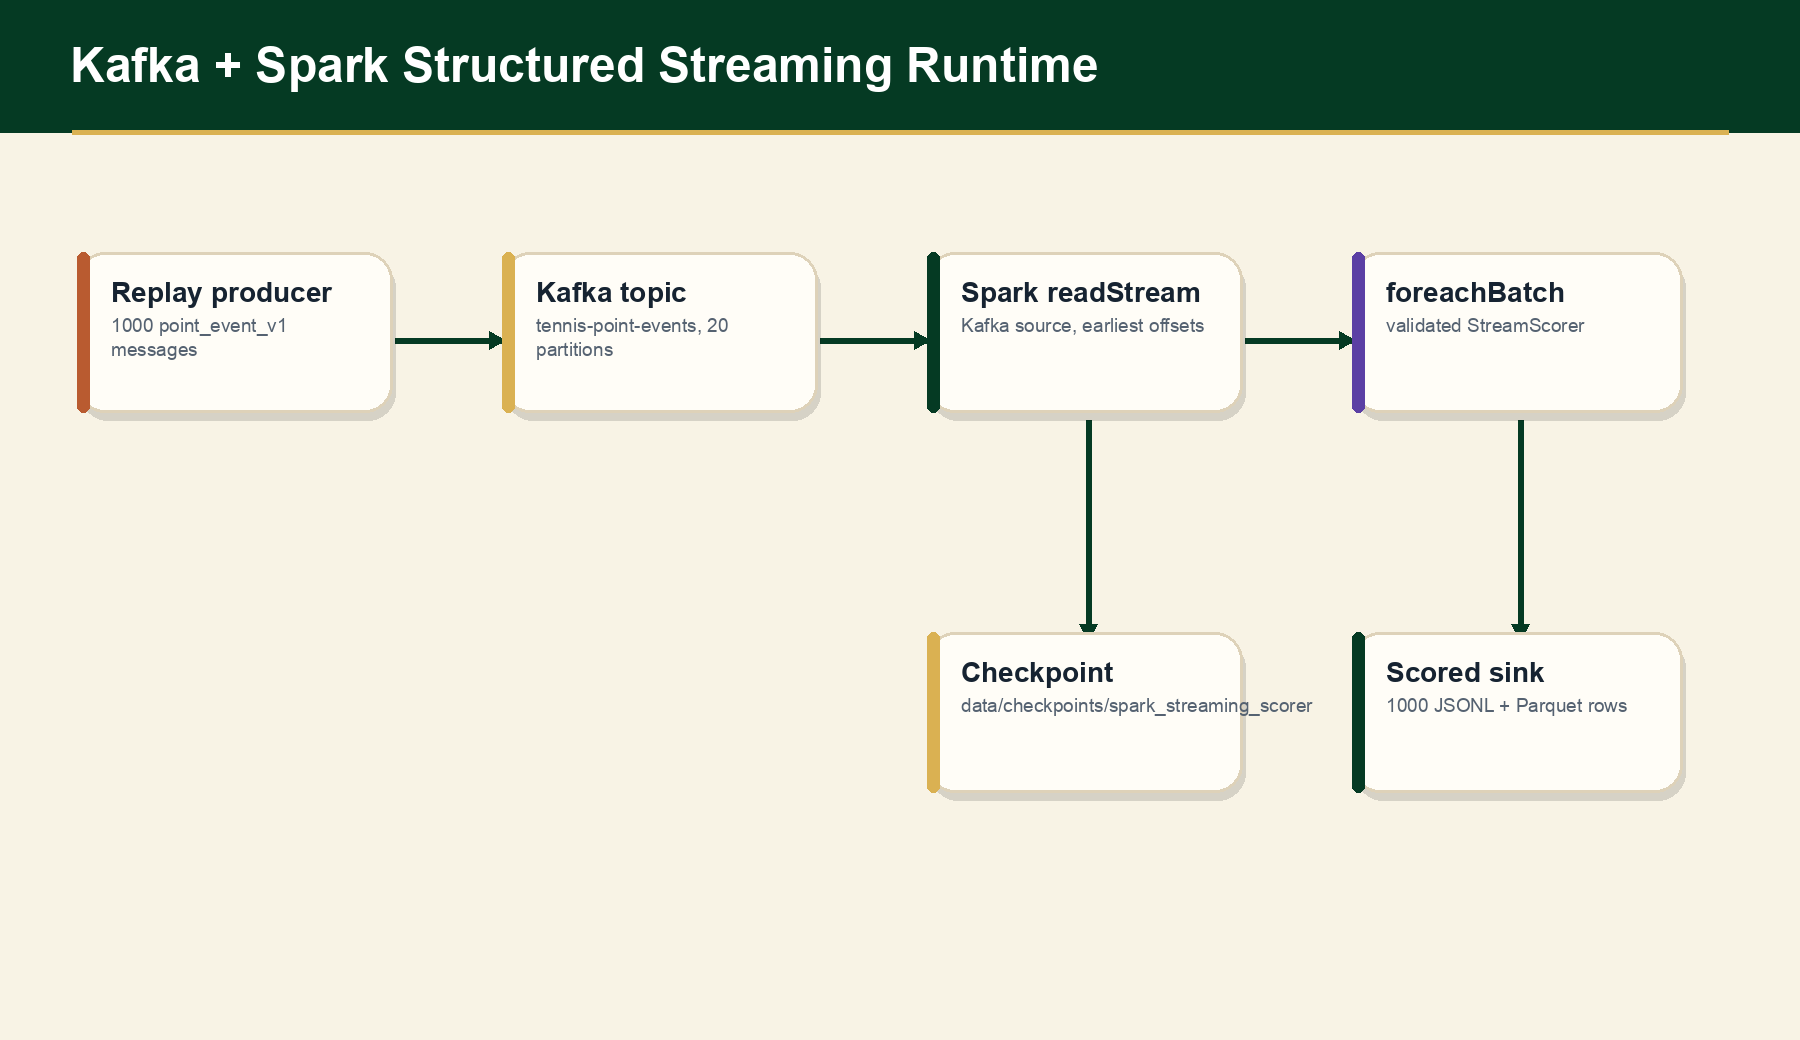 Kafka + Spark Structured Streaming Runtime
Replay producer
1000 point_event_v1
messages
Kafka topic
tennis-point-events, 20
partitions
Spark readStream
Kafka source, earliest offsets
foreachBatch
validated StreamScorer
Checkpoint
data/checkpoints/spark_streaming_scorer
Scored sink
1000 JSONL + Parquet rows